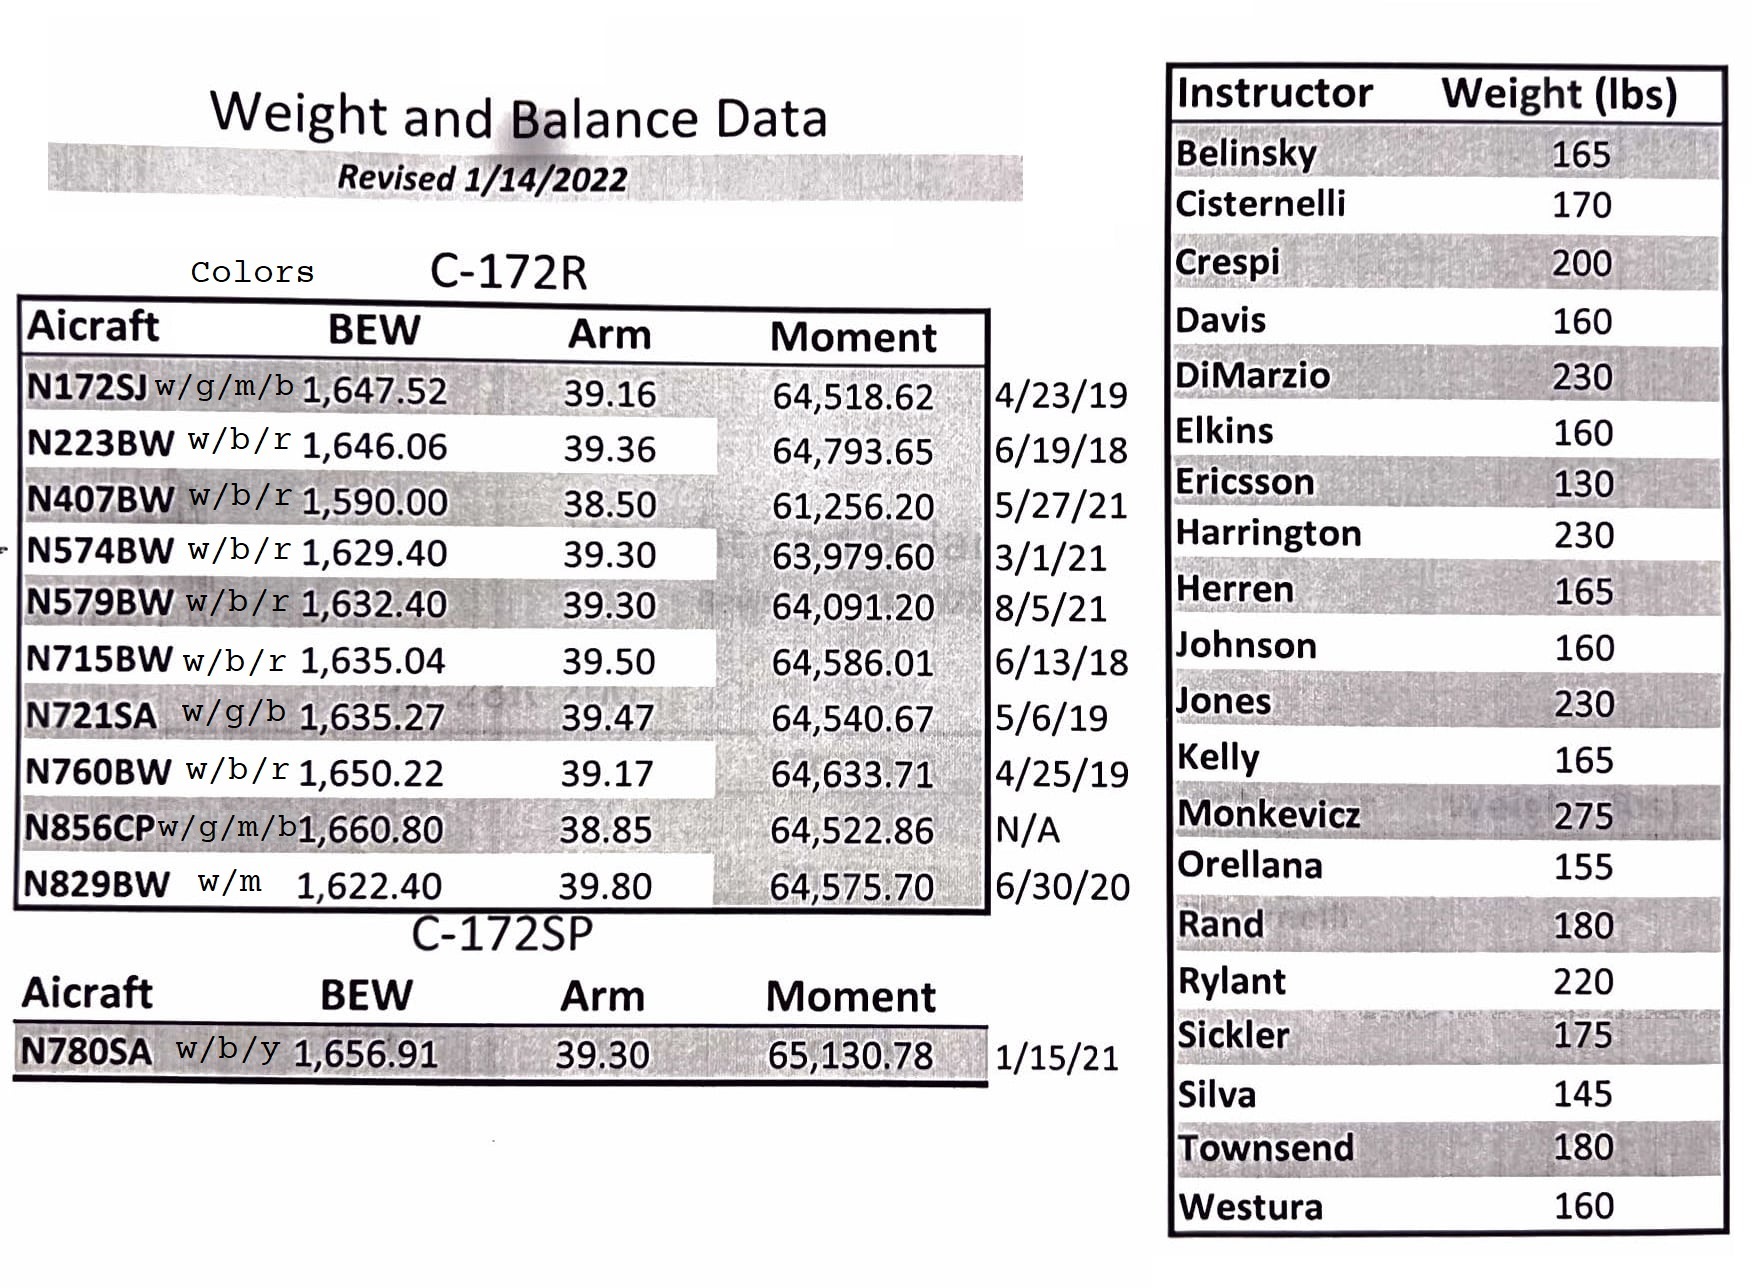 Weight and Balance Data
Revised 1/14/2022
Colors C-172R
Aicraft BEW Arm Moment
N172SJ w/g/m/b 1,647.52 39.16 64,518.62 4/23/19
N223BW w/b/r 1,646.06 39.36 64,793.65 6/19/18
N407BW w/b/r 1,590.00 38.50 61,256.20 5/27/21
N574BW w/b/r 1,629.40 39.30 63,979.60 3/1/21
N579BW w/b/r 1,632.40 39.30 64,091.20 8/5/21
N715BW w/b/r 1,635.04 39.50 64,586.01 6/13/18
N721SA w/g/b 1,635.27 39.47 64,540.67 5/6/19
N760BW w/b/r 1,650.22 39.17 64,633.71 4/25/19
N856CP w/g/m/b 1,660.80 38.85 64,522.86 N/A
N829BW w/m 1,622.40 39.80 64,575.70 6/30/20
C-172SP
Aicraft BEW Arm Moment
N780SA w/b/y 1,656.91 39.30 65,130.78 1/15/21
Instructor Weight (lbs)
Belinsky 165
Cisternelli 170
Crespi 200
Davis 160
DiMarzio 230
Elkins 160
Ericsson 130
Harrington 230
Herren 165
Johnson 160
Jones 230
Kelly 165
Monkevicz 275
Orellana 155
Rand 180
Rylant 220
Sickler 175
Silva 145
Townsend 180
Westura 160